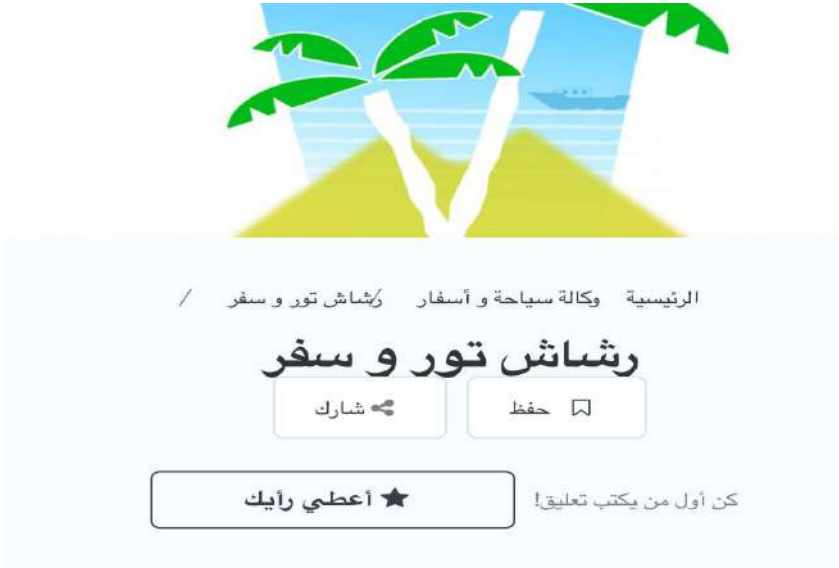 الرئيسية وكالة سياحة و أسفار / رشاش تور و سفر /
رشاش تور و سفر
حفظ شارك
كن أول من يكتب تعليق! أعطي رأيك